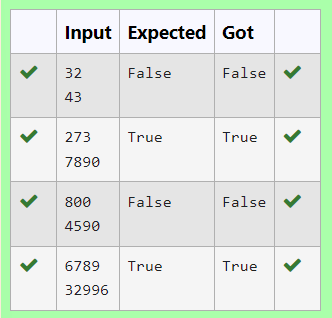 Input Expected Got
32 False False
43
273 True True
7890
800 False False
4590
6789 True True
32996